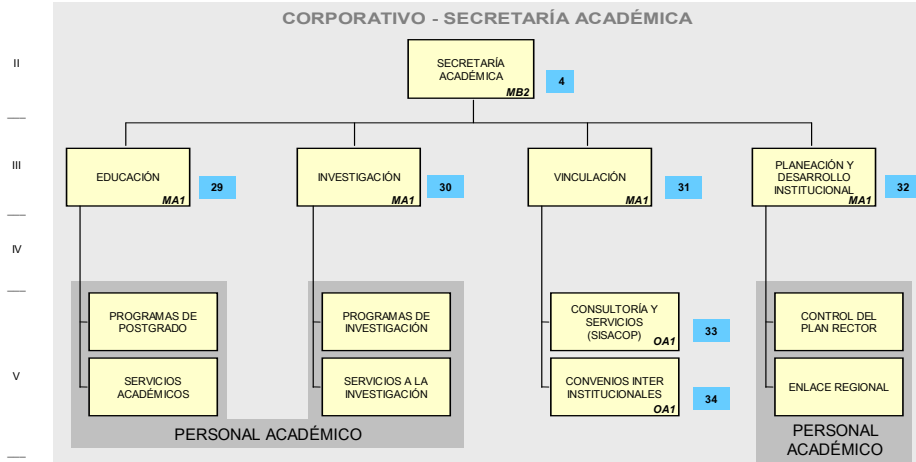 CORPORATIVO - SECRETARÍA ACADÉMICA
II
SECRETARÍA
ACADÉMICA
MB2
4
III
EDUCACIÓN
MA1
29
INVESTIGACIÓN
MA1
30
VINCULACIÓN
MA1
31
PLANEACIÓN Y
DESARROLLO
INSTITUCIONAL
MA1
32
IV
V
PROGRAMAS DE
POSTGRADO
PROGRAMAS DE
INVESTIGACIÓN
CONSULTORÍA Y
SERVICIOS
(SISACOP)
OA1
33
CONTROL DEL
PLAN RECTOR
SERVICIOS
ACADÉMICOS
SERVICIOS A LA
INVESTIGACIÓN
CONVENIOS INTER
INSTITUCIONALES
OA1
34
ENLACE REGIONAL
PERSONAL ACADÉMICO
PERSONAL
ACADÉMICO